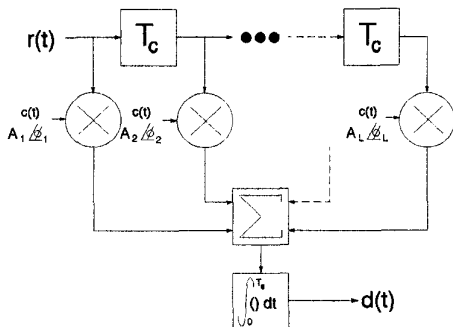 r(t) T_c ●●● T_c
c(t) A_1 ∠ϕ_1
c(t) A_2 ∠ϕ_2
c(t) A_L ∠ϕ_L
Σ
∫_0^{T_s} () dt d(t)